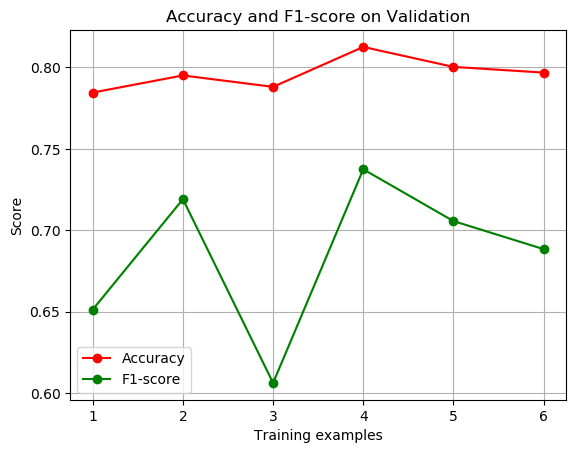 Accuracy and F1-score on Validation
Score
0.80
0.75
0.70
0.65
0.60
Accuracy
F1-score
1 2 3 4 5 6
Training examples